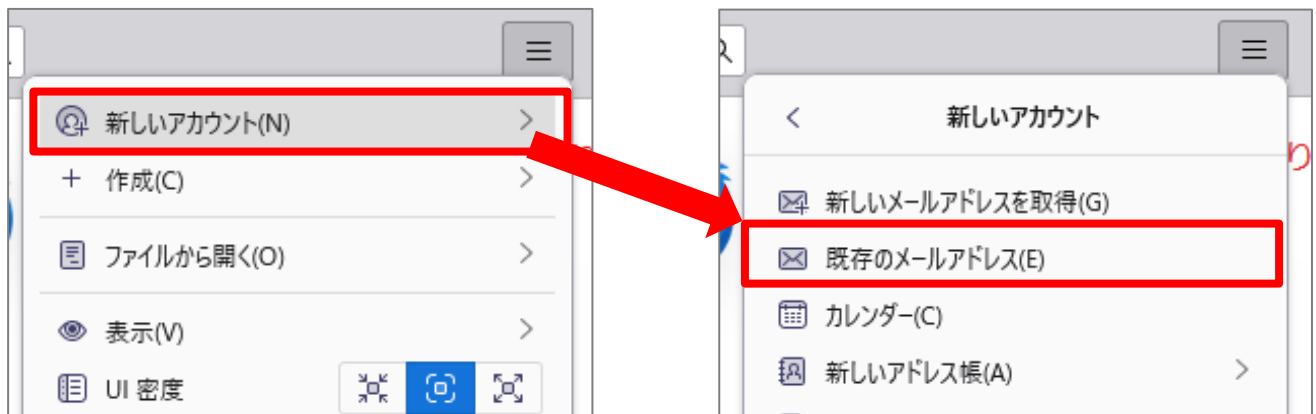 新しいアカウント(N)
作成(C)
ファイルから開く(O)
表示(V)
UI 密度
新しいアカウント
新しいメールアドレスを取得(G)
既存のメールアドレス(E)
カレンダー(C)
新しいアドレス帳(A)
り